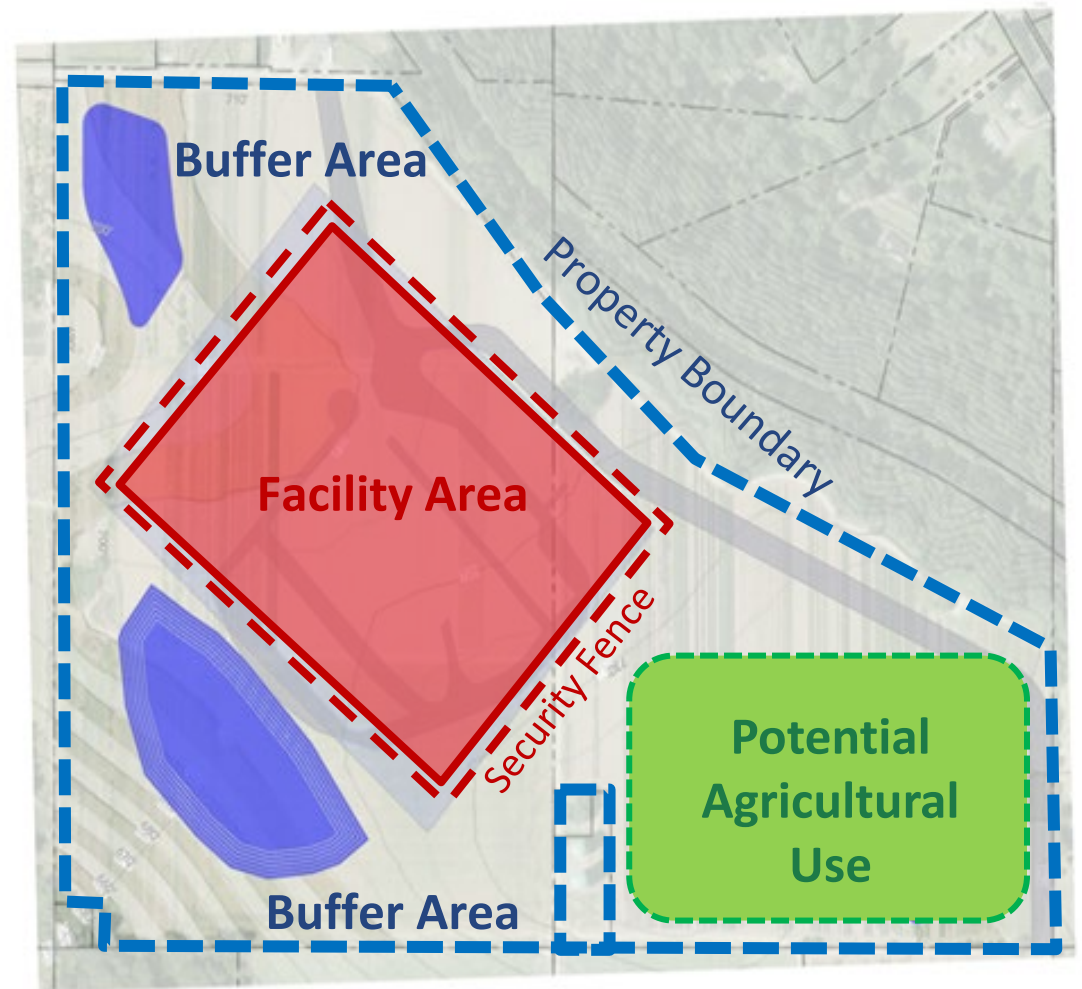 Buffer Area
Property Boundary
Facility Area
Security Fence
Potential
Agricultural
Use
Buffer Area